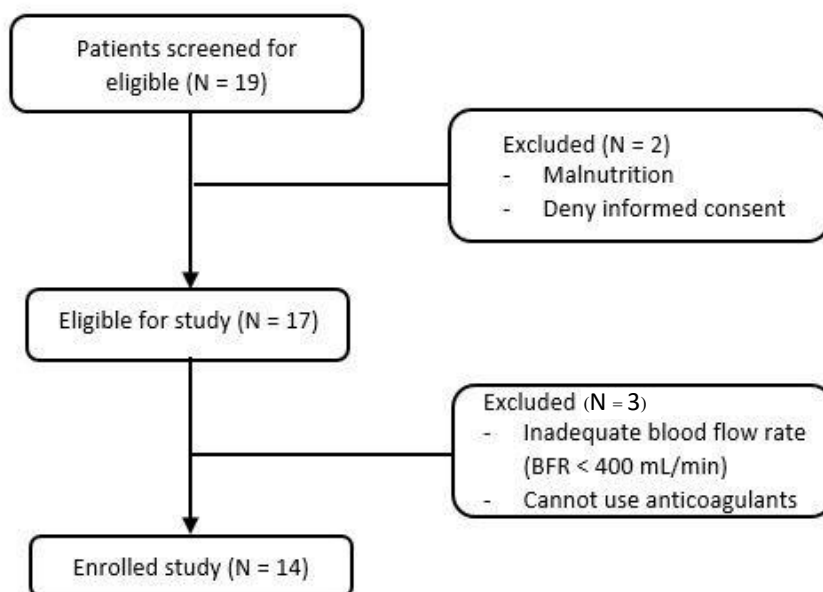 Patients screened for
eligible (N = 19)
Excluded (N = 2)
- Malnutrition
- Deny informed consent
Eligible for study (N = 17)
Excluded (N = 3)
- Inadequate blood flow rate
(BFR < 400 mL/min)
- Cannot use anticoagulants
Enrolled study (N = 14)